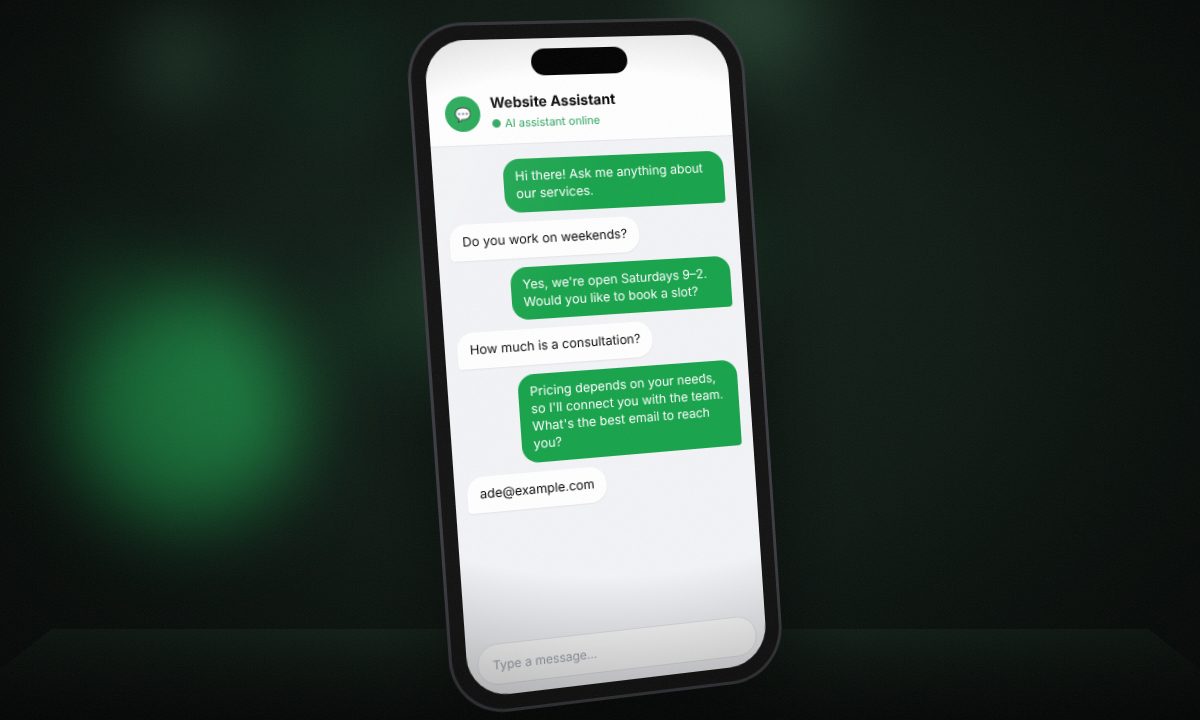 Website Assistant
AI assistant online
Hi there! Ask me anything about
our services.
Do you work on weekends?
Yes, we're open Saturdays 9–2.
Would you like to book a slot?
How much is a consultation?
Pricing depends on your needs,
so I'll connect you with the team.
What's the best email to reach
you?
ade@example.com
Type a message...